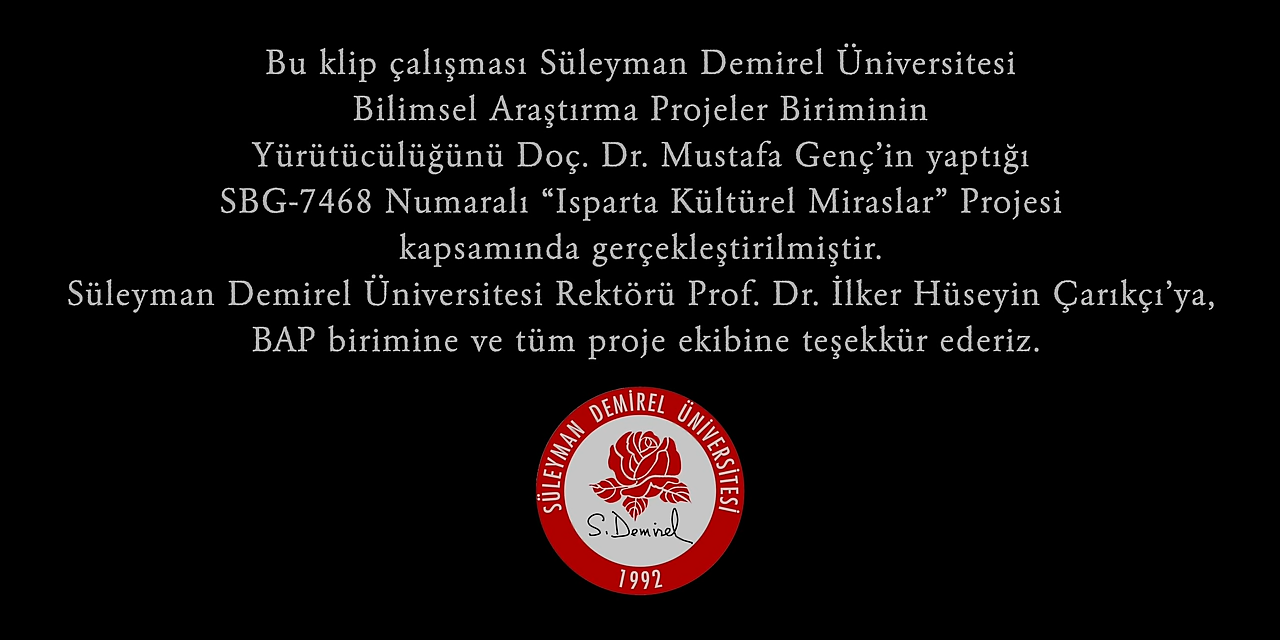 Bu klip çalışması Süleyman Demirel Üniversitesi
Bilimsel Araştırma Projeler Biriminin
Yürütücülüğünü Doç. Dr. Mustafa Genç’in yaptığı
SBG-7468 Numaralı “Isparta Kültürel Miraslar” Projesi
kapsamında gerçekleştirilmiştir.
Süleyman Demirel Üniversitesi Rektörü Prof. Dr. İlker Hüseyin Çarıkçı’ya,
BAP birimine ve tüm proje ekibine teşekkür ederiz.
SÜLEYMAN DEMİREL ÜNİVERSİTESİ
S. Demirel
1992